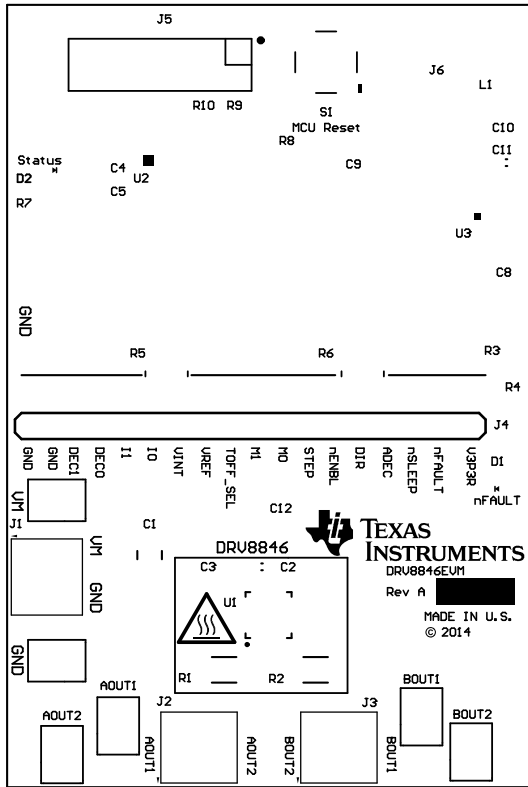 J5
J6
L1
R10 R9
S1
MCU Reset
R8
C10
C11
Status
D2
C4
U2
C9
C5
R7
U3
C8
GND
R5
R6
R3
R4
J4
GND
GND
DEC1
DEC0
I1
I0
VINT
VREF
TOFF_SEL
M1
M0
STEP
nENBL
DIR
ADEC
nSLEEP
nFAULT
V3P3R
D1
nFAULT
VM
J1
C1
C12
VM
GND
DRV8846
TEXAS
INSTRUMENTS
DRV8846EVM
Rev A
MADE IN U.S.
© 2014
C3 C2
U1
GND
R1 R2
AOUT1
J2
J3
BOUT1
AOUT2
BOUT2
AOUT1
AOUT2
BOUT2
BOUT1